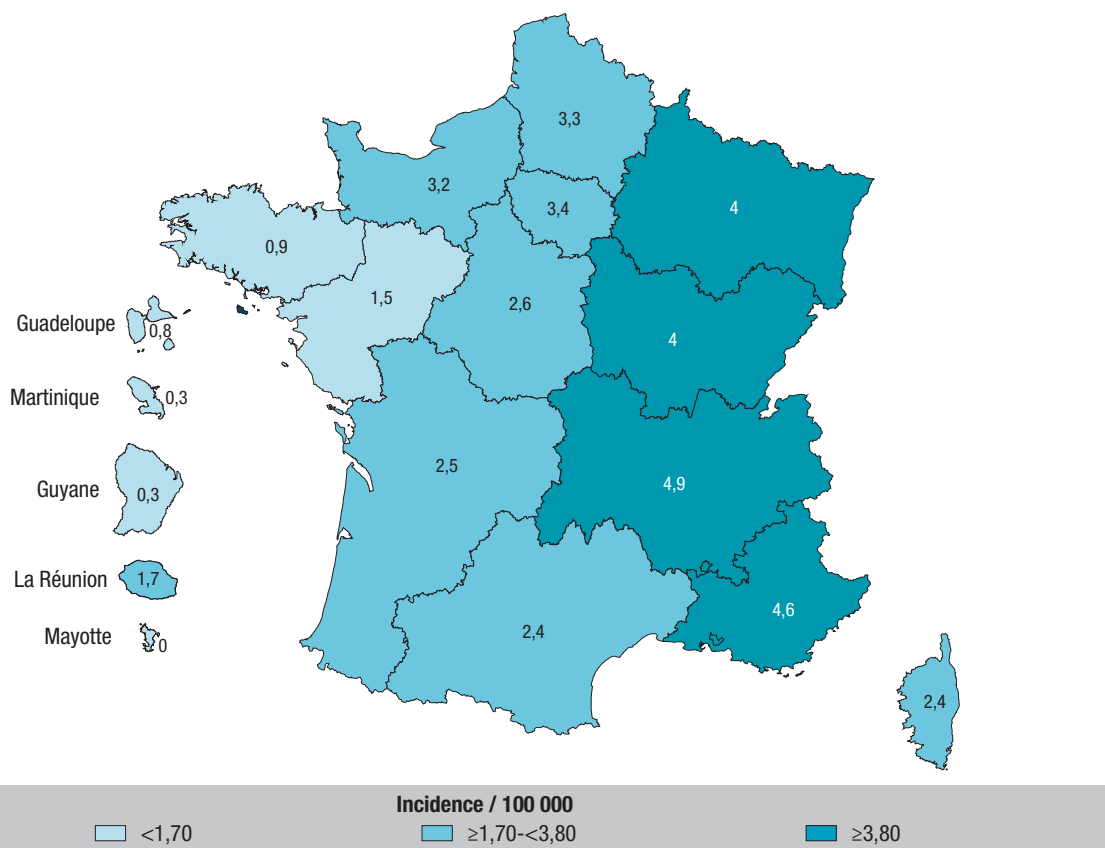 3,3
3,2
3,4
4
0,9
1,5
2,6
4
Guadeloupe 0,8
Martinique 0,3
Guyane 0,3
2,5
4,9
La Réunion 1,7
4,6
Mayotte 0
2,4
2,4
Incidence / 100 000
<1,70 ≥1,70-<3,80 ≥3,80